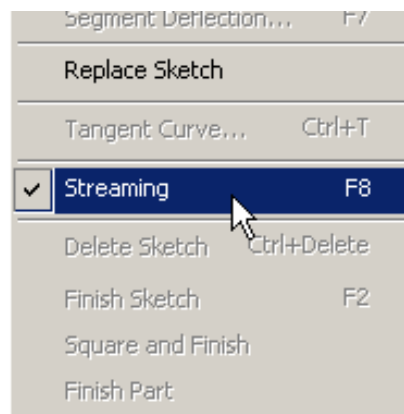 Segment Deflection... F7
Replace Sketch
Tangent Curve... Ctrl+T
Streaming F8
Delete Sketch Ctrl+Delete
Finish Sketch F2
Square and Finish
Finish Part